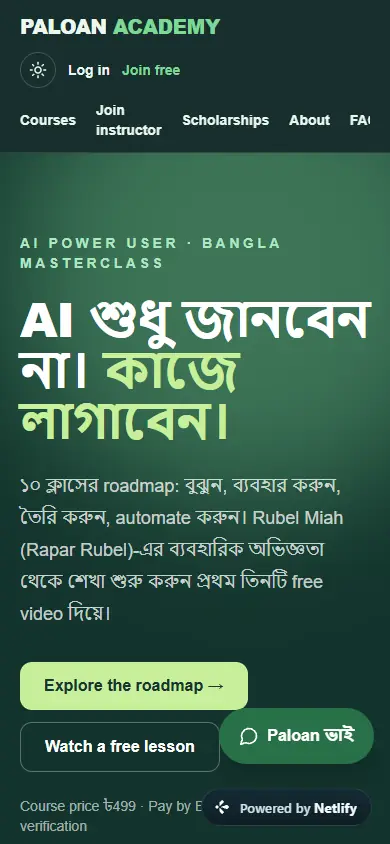 PALOAN ACADEMY
Log in Join free
Courses Join instructor Scholarships About FAQ
AI POWER USER · BANGLA
MASTERCLASS
AI শুধু জানবেন
না। কাজে
লাগাবেন।
১০ ক্লাসের roadmap: বুঝুন, ব্যবহার করুন,
তৈরি করুন, automate করুন। Rubel Miah
(Rapar Rubel)-এর ব্যবহারিক অভিজ্ঞতা
থেকে শেখা শুরু করুন প্রথম তিনটি free
video দিয়ে।
Explore the roadmap →
Watch a free lesson
Paloan ভাই
Course price ৳499 · Pay by
verification
Powered by Netlify